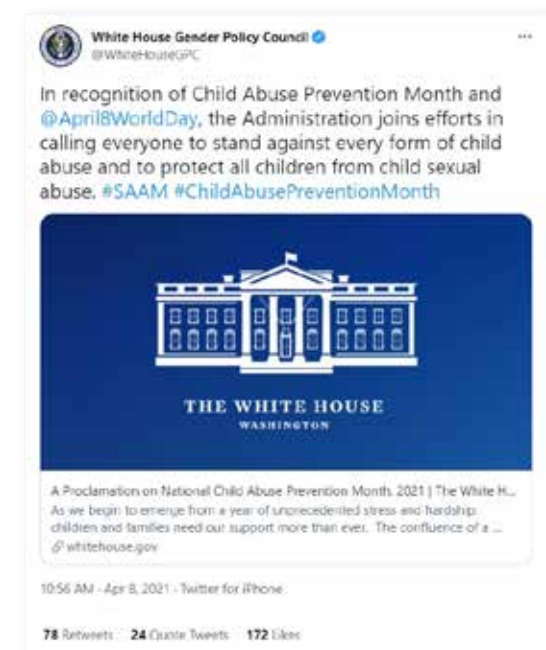 White House Gender Policy Council
@WhiteHouseGPC
In recognition of Child Abuse Prevention Month and
@April8WorldDay, the Administration joins efforts in
calling everyone to stand against every form of child
abuse and to protect all children from child sexual
abuse. #SAAM #ChildAbusePreventionMonth
THE WHITE HOUSE
WASHINGTON
A Proclamation on National Child Abuse Prevention Month, 2021 | The White H...
As we begin to emerge from a year of unprecedented stress and hardship,
children and families need our support more than ever. The confluence of a ...
whitehouse.gov
10:56 AM · Apr 8, 2021 · Twitter for iPhone
78 Retweets 24 Quote Tweets 172 Likes